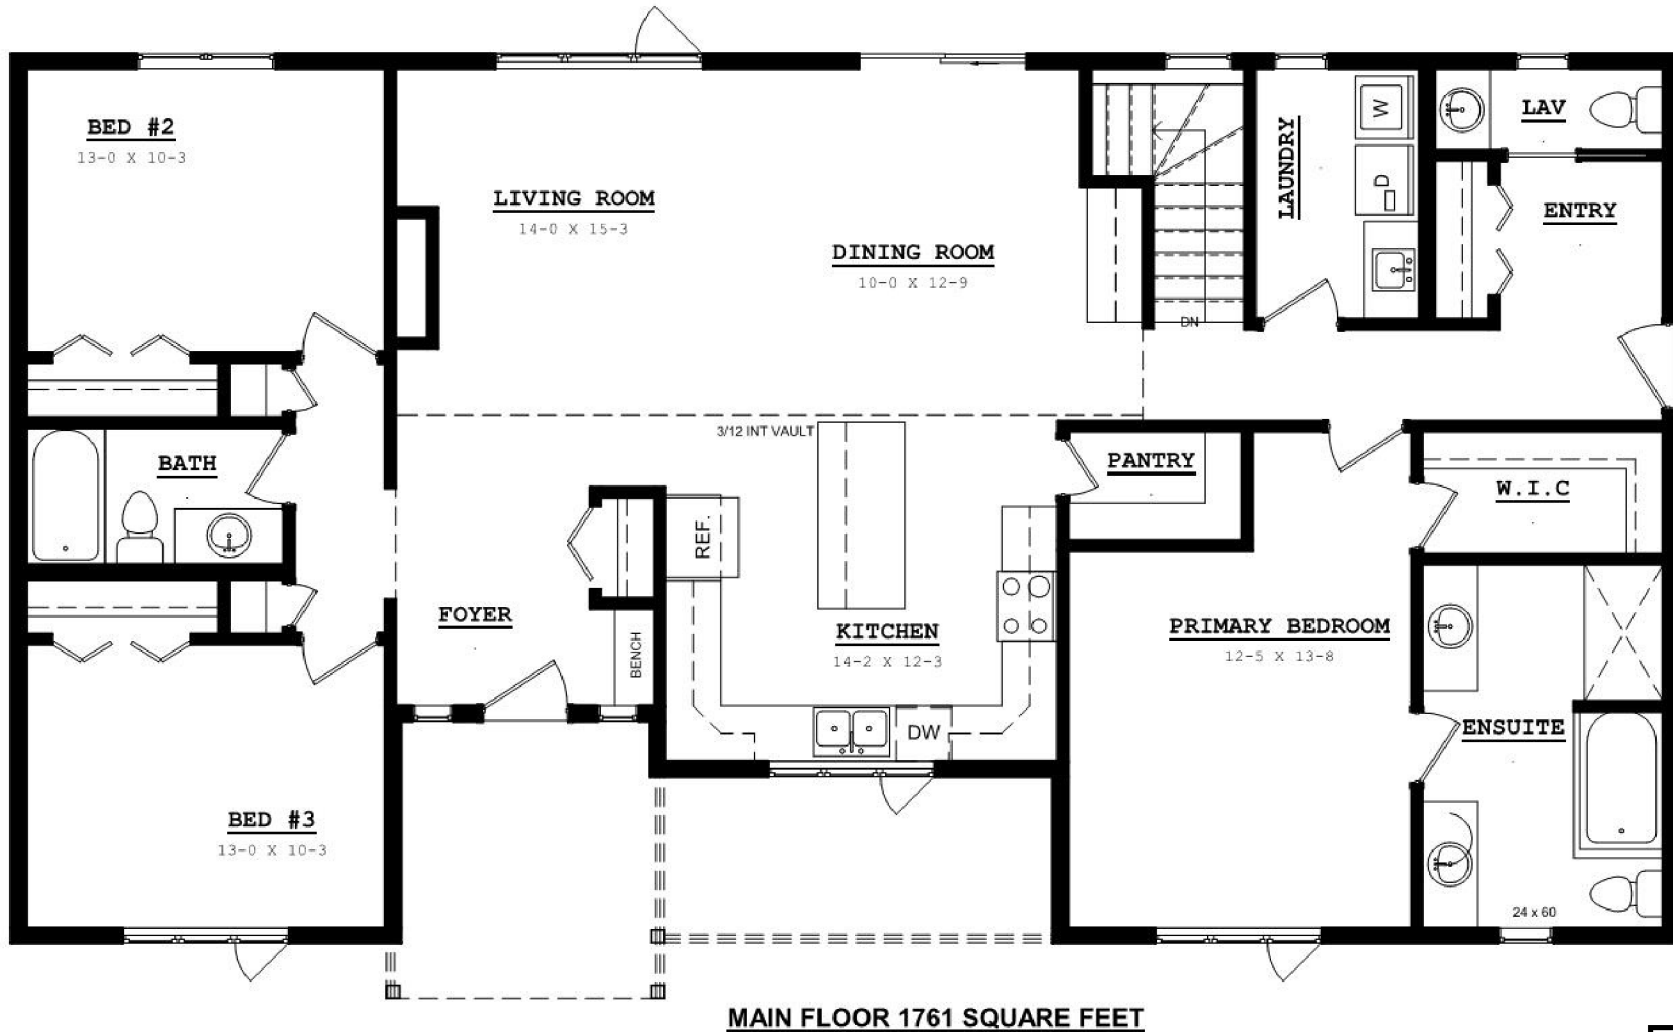 BED #2
13-0 X 10-3
LIVING ROOM
14-0 X 15-3
DINING ROOM
10-0 X 12-9
DN
LAUNDRY
W
D
LAV
ENTRY
3/12 INT VAULT
BATH
PANTRY
W.I.C
REF.
FOYER
BENCH
KITCHEN
14-2 X 12-3
DW
PRIMARY BEDROOM
12-5 X 13-8
ENSUITE
24 x 60
BED #3
13-0 X 10-3
MAIN FLOOR 1761 SQUARE FEET